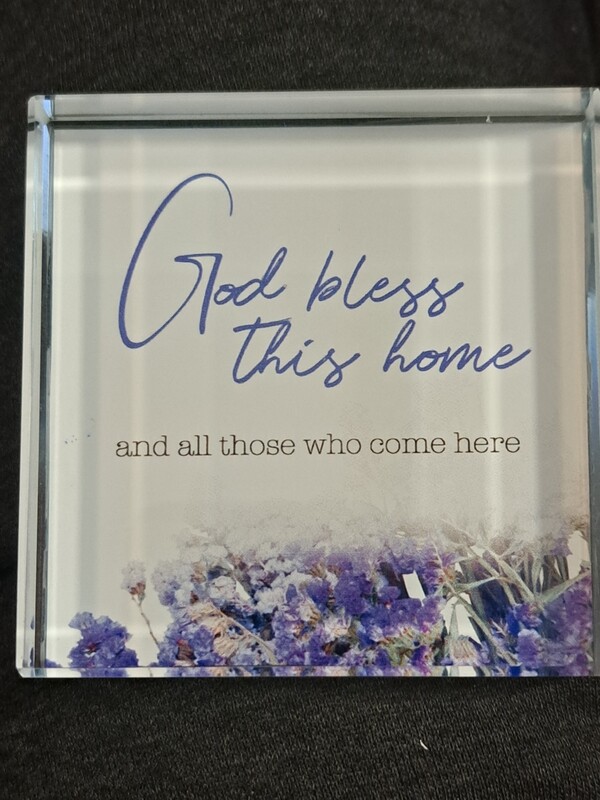 God bless
this home
and all those who come here